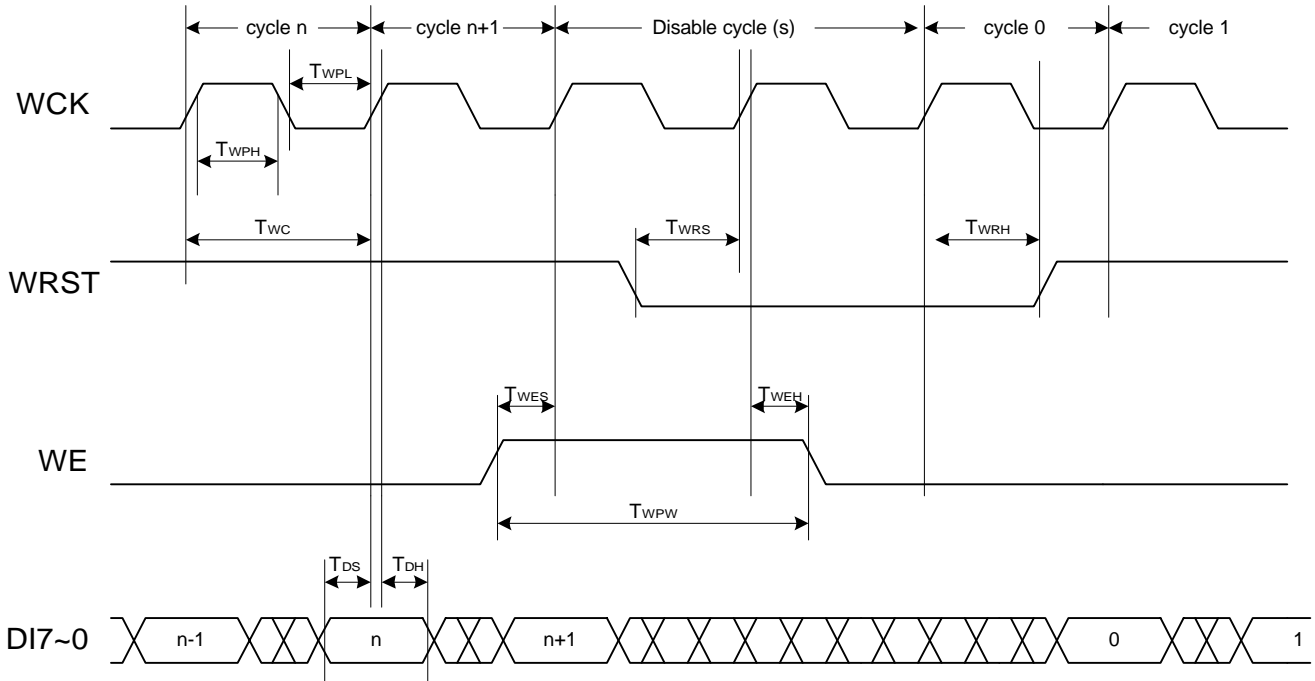 cycle n
cycle n+1
Disable cycle (s)
cycle 0
cycle 1
TWPL
WCK
TWPH
TWC
TWRS
TWRH
WRST
TWES
TWEH
WE
TWPW
TDS
TDH
DI7~0
n-1
n
n+1
0
1